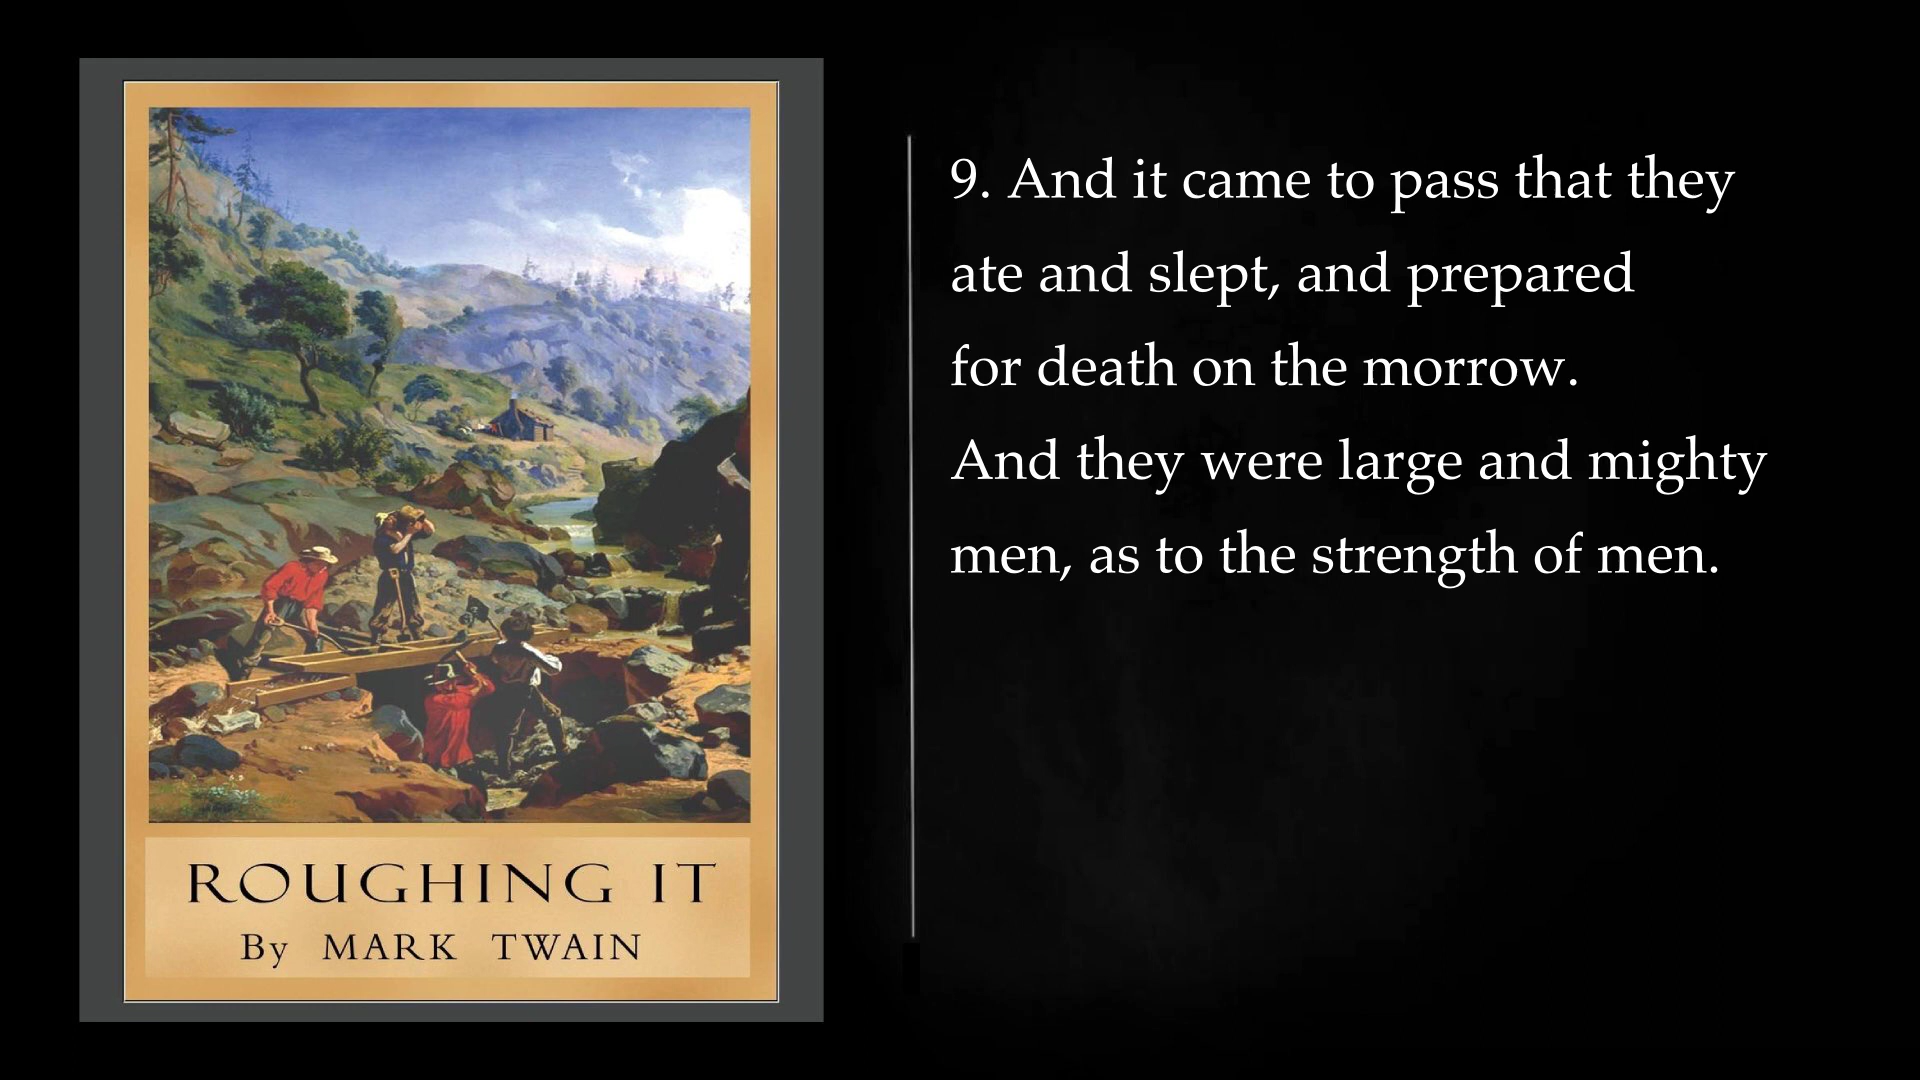 ROUGHING IT
By MARK TWAIN
9. And it came to pass that they
ate and slept, and prepared
for death on the morrow.
And they were large and mighty
men, as to the strength of men.